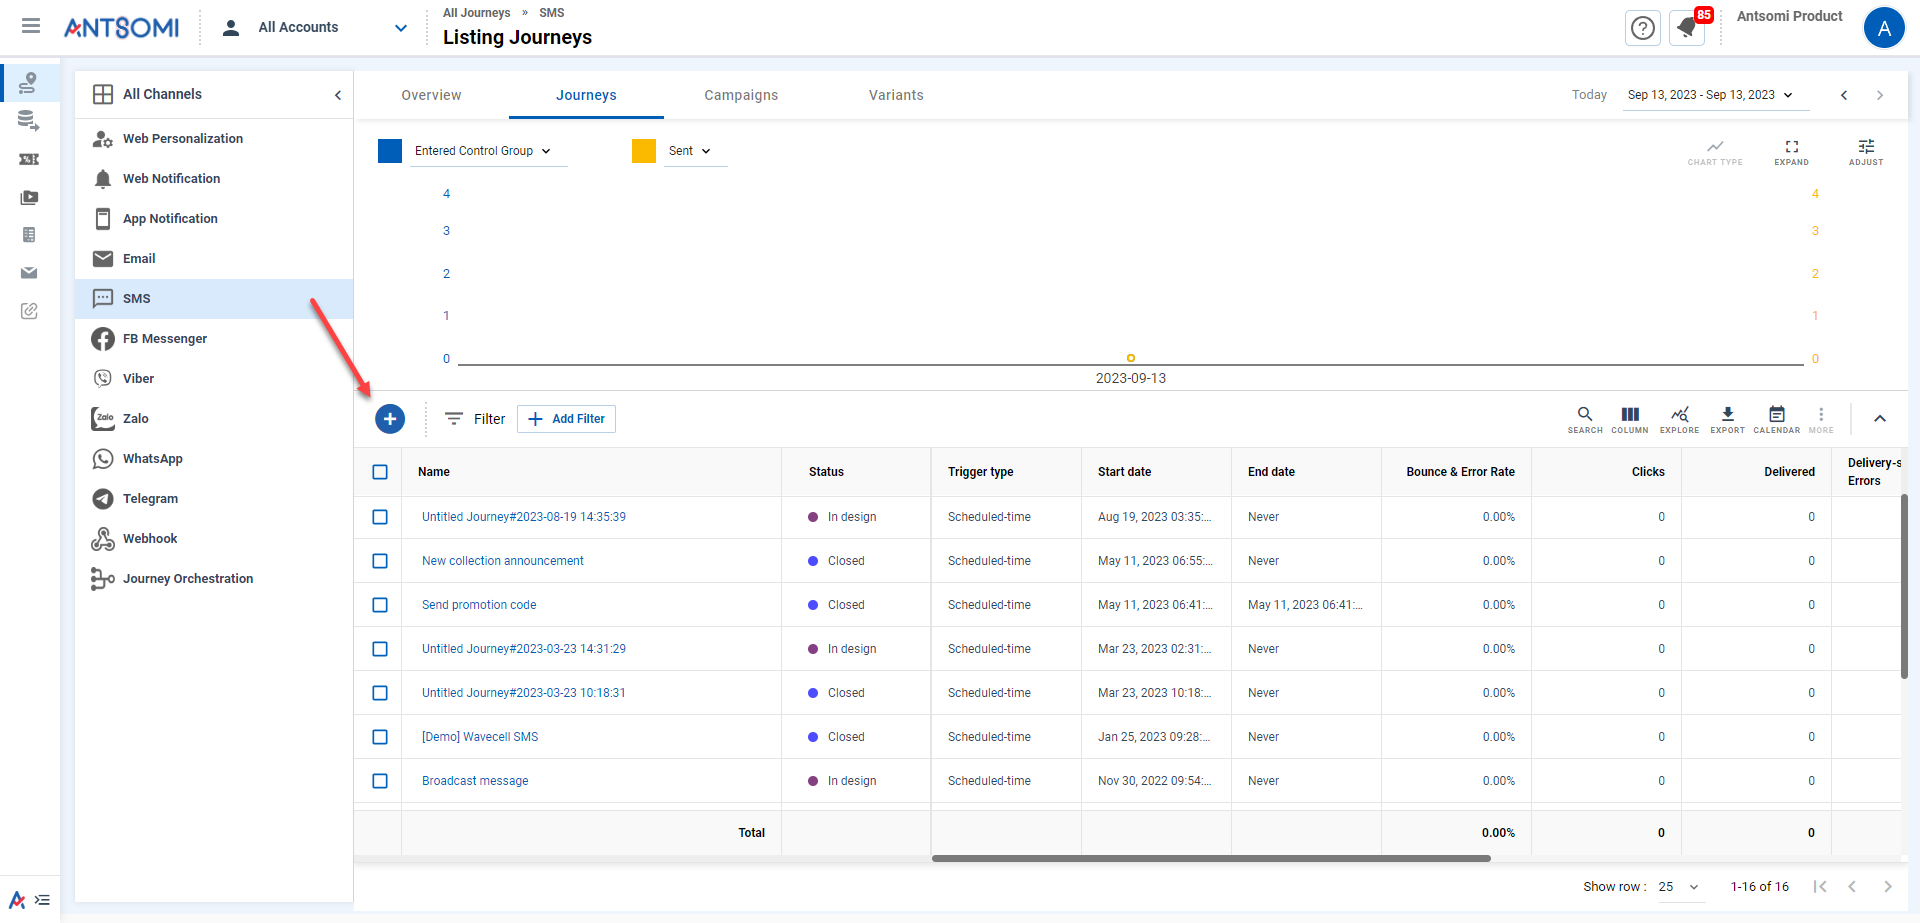 ANTSOMI
All Accounts
All Journeys » SMS
Listing Journeys
85
Antsomi Product
A
All Channels
Web Personalization
Web Notification
App Notification
Email
SMS
FB Messenger
Viber
Zalo
Zalo
WhatsApp
Telegram
Webhook
Journey Orchestration
Overview
Journeys
Campaigns
Variants
Today
Sep 13, 2023 - Sep 13, 2023
Entered Control Group
Sent
CHART TYPE
EXPAND
ADJUST
4 4
3 3
2 2
1 1
0 0
2023-09-13
Filter
Add Filter
SEARCH COLUMN EXPLORE EXPORT CALENDAR MORE
Name Status Trigger type Start date End date Bounce & Error Rate Clicks Delivered Delivery-s
Errors
Untitled Journey#2023-08-19 14:35:39 In design Scheduled-time Aug 19, 2023 03:35:... Never 0.00% 0 0
New collection announcement Closed Scheduled-time May 11, 2023 06:55:... Never 0.00% 0 0
Send promotion code Closed Scheduled-time May 11, 2023 06:41:... May 11, 2023 06:41:... 0.00% 0 0
Untitled Journey#2023-03-23 14:31:29 In design Scheduled-time Mar 23, 2023 02:31:... Never 0.00% 0 0
Untitled Journey#2023-03-23 10:18:31 Closed Scheduled-time Mar 23, 2023 10:18:... Never 0.00% 0 0
[Demo] Wavecell SMS Closed Scheduled-time Jan 25, 2023 09:28:... Never 0.00% 0 0
Broadcast message In design Scheduled-time Nov 30, 2022 09:54:... Never 0.00% 0 0
Total 0.00% 0 0
Show row : 25 1-16 of 16